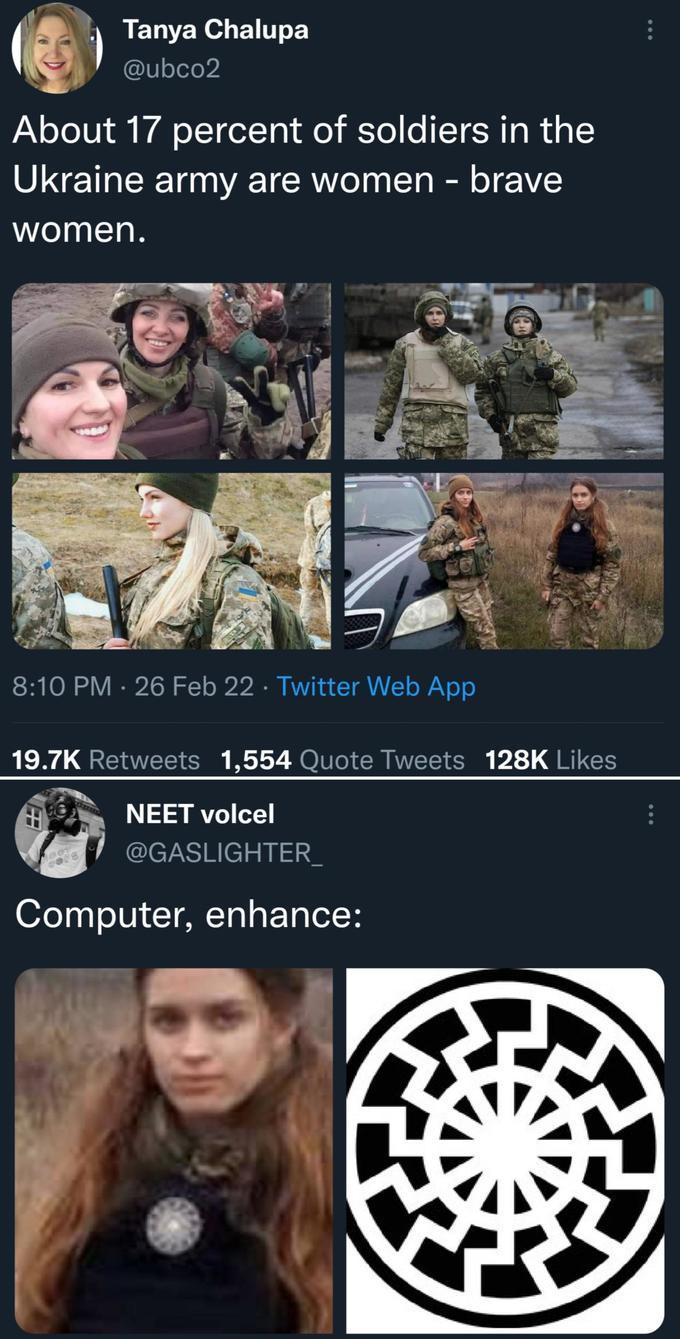 Tanya Chalupa
@ubco2
About 17 percent of soldiers in the
Ukraine army are women - brave
women.
8:10 PM · 26 Feb 22 · Twitter Web App
19.7K Retweets 1,554 Quote Tweets 128K Likes
NEET volcel
@GASLIGHTER_
Computer, enhance: